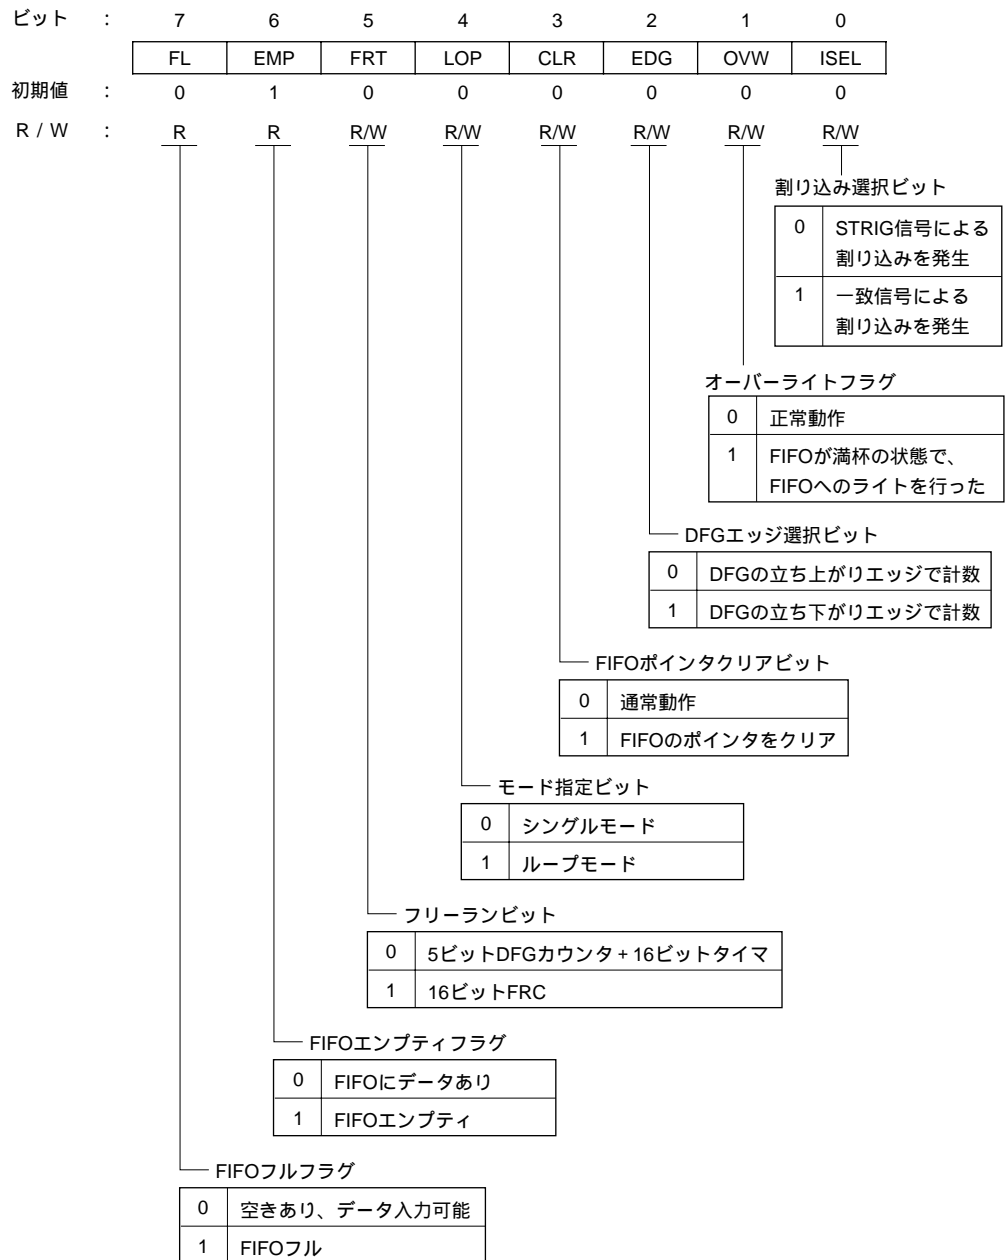 ビット : 7 6 5 4 3 2 1 0
FL EMP FRT LOP CLR EDG OVW ISEL
初期値 : 0 1 0 0 0 0 0 0
R / W : R R R/W R/W R/W R/W R/W R/W
割り込み選択ビット
0 STRIG信号による
割り込みを発生
1 一致信号による
割り込みを発生
オーバーライトフラグ
0 正常動作
1 FIFOが満杯の状態で、
FIFOへのライトを行った
DFGエッジ選択ビット
0 DFGの立ち上がりエッジで計数
1 DFGの立ち下がりエッジで計数
FIFOポインタクリアビット
0 通常動作
1 FIFOのポインタをクリア
モード指定ビット
0 シングルモード
1 ループモード
フリーランビット
0 5ビットDFGカウンタ+16ビットタイマ
1 16ビットFRC
FIFOエンプティフラグ
0 FIFOにデータあり
1 FIFOエンプティ
FIFOフルフラグ
0 空きあり、データ入力可能
1 FIFOフル